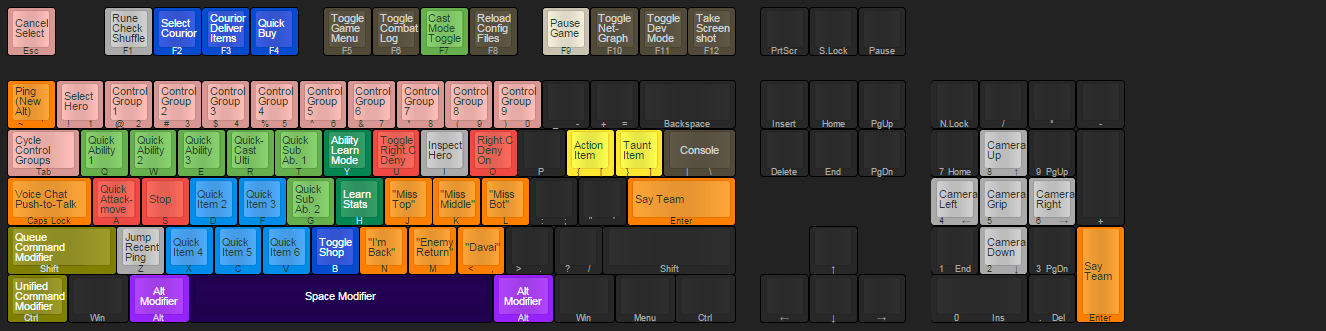 Cancel Select Esc
Rune Check Shuffle F1
Select Courior F2
Courior Deliver Items F3
Quick Buy F4
Toggle Game Menu F5
Toggle Combat Log F6
Cast Mode Toggle F7
Reload Config Files F8
Pause Game F9
Toggle Net-Graph F10
Toggle Dev Mode F11
Take Screen shot F12
PrtScr
S.Lock
Pause
Ping (New Alt) ~ `
Select Hero ! 1
Control Group 1 @ 2
Control Group 2 # 3
Control Group 3 $ 4
Control Group 4 % 5
Control Group 5 ^ 6
Control Group 6 & 7
Control Group 7 * 8
Control Group 8 ( 9
Control Group 9 ) 0
_ -
+ =
Backspace
Insert
Home
PgUp
N.Lock
/
*
-
Cycle Control Groups Tab
Quick Ability 1 Q
Quick Ability 2 W
Quick Ability 3 E
Quick-Cast Ulti R
Quick Sub Ab. 1 T
Ability Learn Mode Y
Toggle Right.C Deny U
Inspect Hero I
Right.C Deny On O
P
Action Item { [
Taunt Item } ]
Console | \
Delete
End
PgDn
7 Home
Camera Up 8 ↑
9 PgUp
Voice Chat Push-to-Talk Caps Lock
Quick Attack-move A
Stop S
Quick Item 2 D
Quick Item 3 F
Quick Sub Ab. 2 G
Learn Stats H
"Miss Top" J
"Miss Middle" K
"Miss Bot" L
: ;
" '
Say Team Enter
Camera Left 4 ←
Camera Grip 5
Camera Right 6 →
+
Queue Command Modifier Shift
Jump Recent Ping Z
Quick Item 4 X
Quick Item 5 C
Quick Item 6 V
Toggle Shop B
"I'm Back" N
"Enemy Return" M
"Davai" < ,
> .
? /
Shift
↑
1 End
Camera Down 2 ↓
3 PgDn
Say Team Enter
Unified Command Modifier Ctrl
Win
Alt Modifier Alt
Space Modifier
Alt Modifier Alt
Win
Menu
Ctrl
←
↓
→
0 Ins
. Del